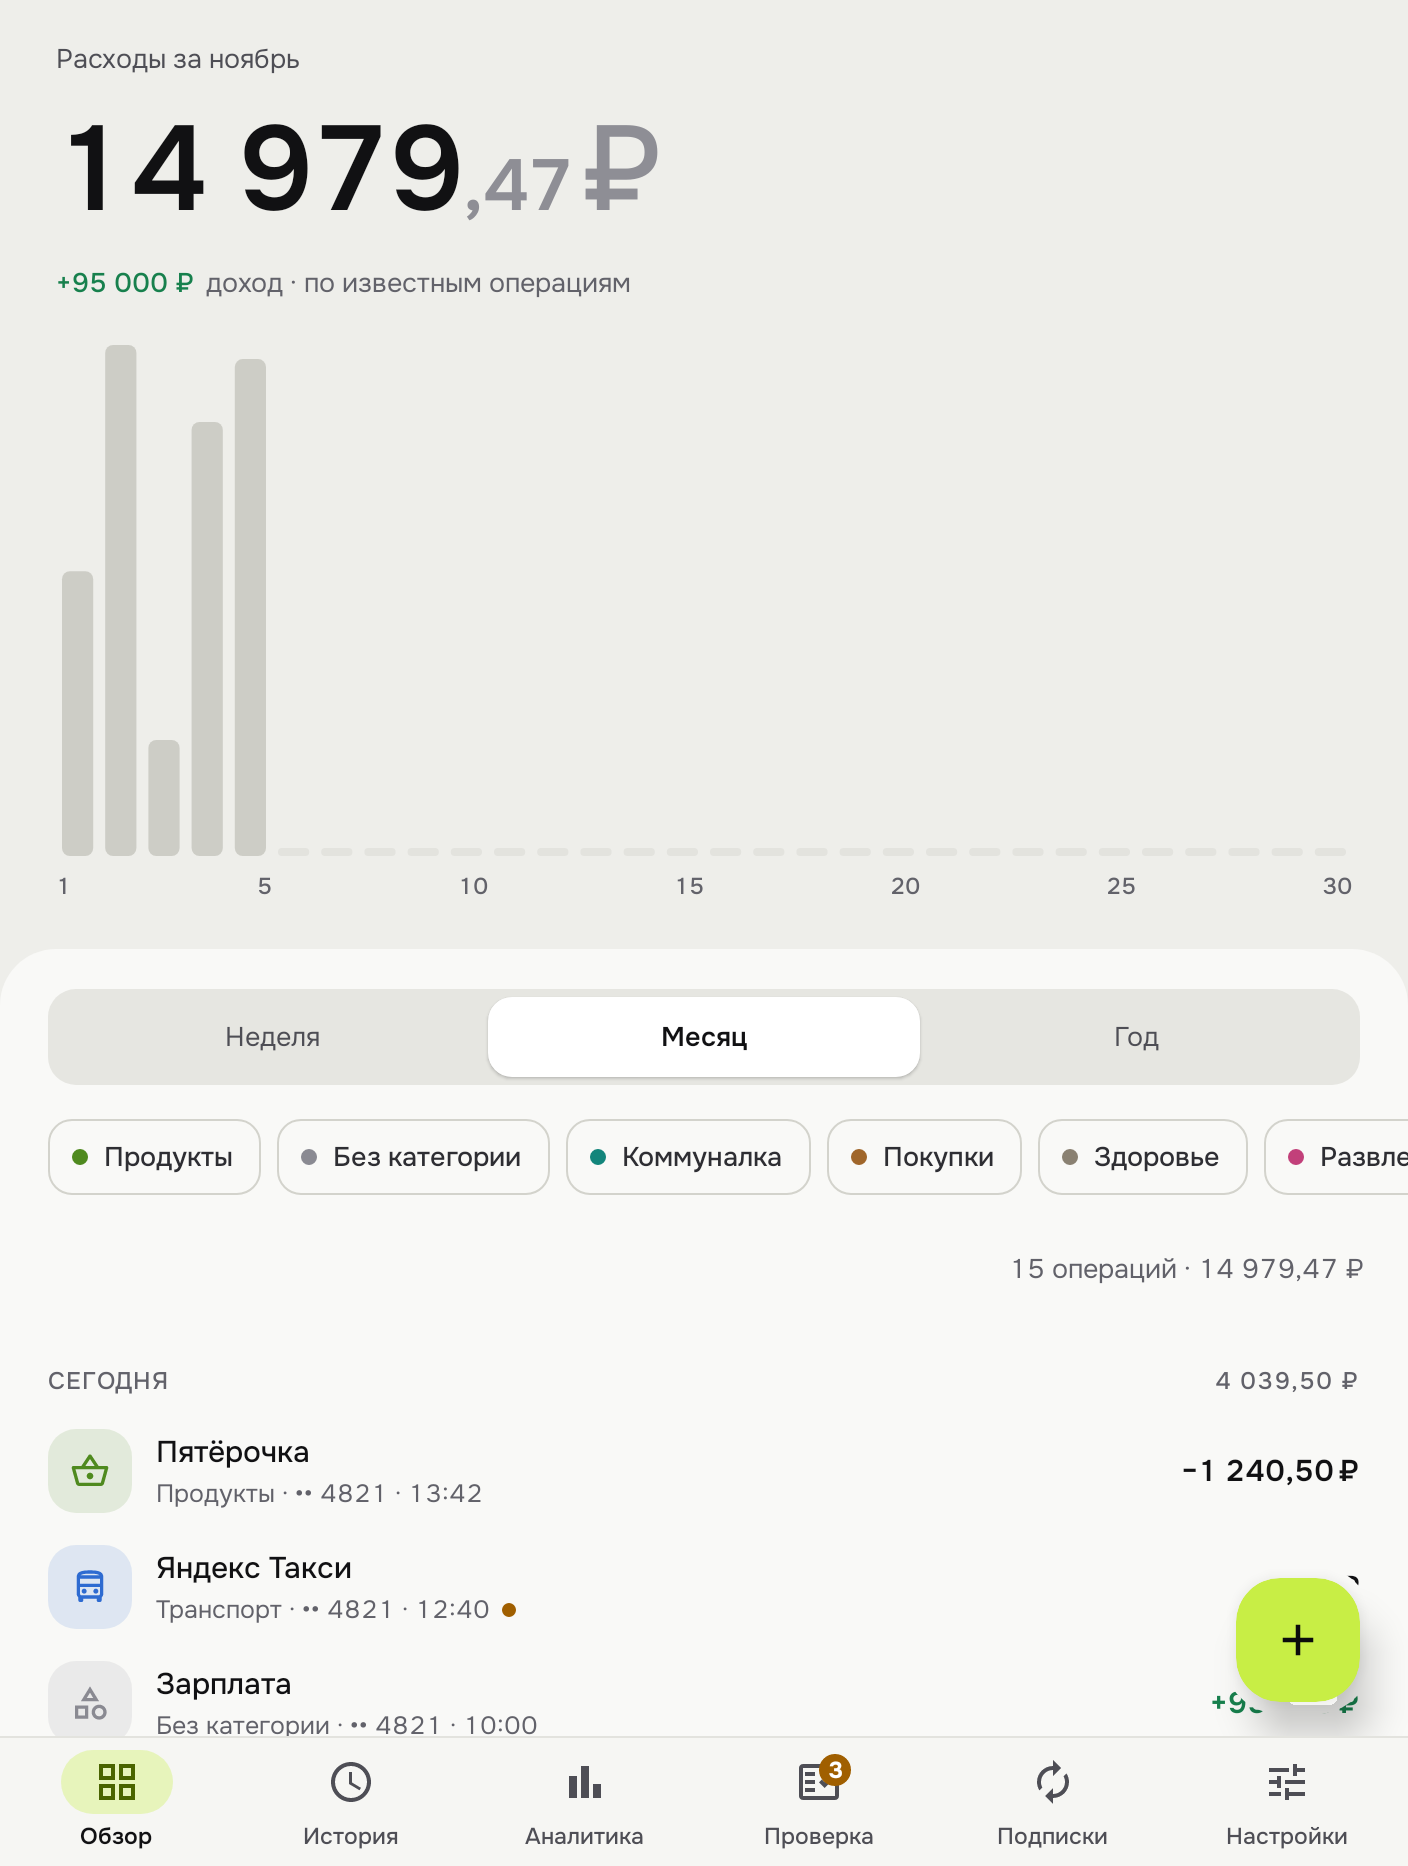 Расходы за ноябрь
14 979,47 ₽
+95 000 ₽ доход · по известным операциям
1 5 10 15 20 25 30
Неделя Месяц Год
Продукты Без категории Коммуналка Покупки Здоровье Развле
15 операций · 14 979,47 ₽
СЕГОДНЯ 4 039,50 ₽
Пятёрочка
−1 240,50 ₽
Продукты · •• 4821 · 13:42
Яндекс Такси
Транспорт · •• 4821 · 12:40
Зарплата
Без категории · •• 4821 · 10:00
3
Обзор История Аналитика Проверка Подписки Настройки